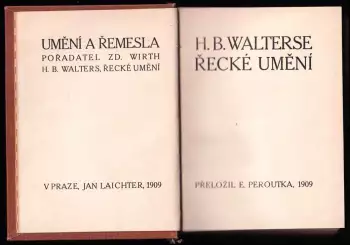 UMĚNÍ A ŘEMESLA
POŘADATEL ZD. WIRTH
H. B. WALTERS, ŘECKÉ UMĚNÍ
V PRAZE, JAN LAICHTER, 1909
H. B. WALTERSE
ŘECKÉ UMĚNÍ
PŘELOŽIL E. PEROUTKA, 1909